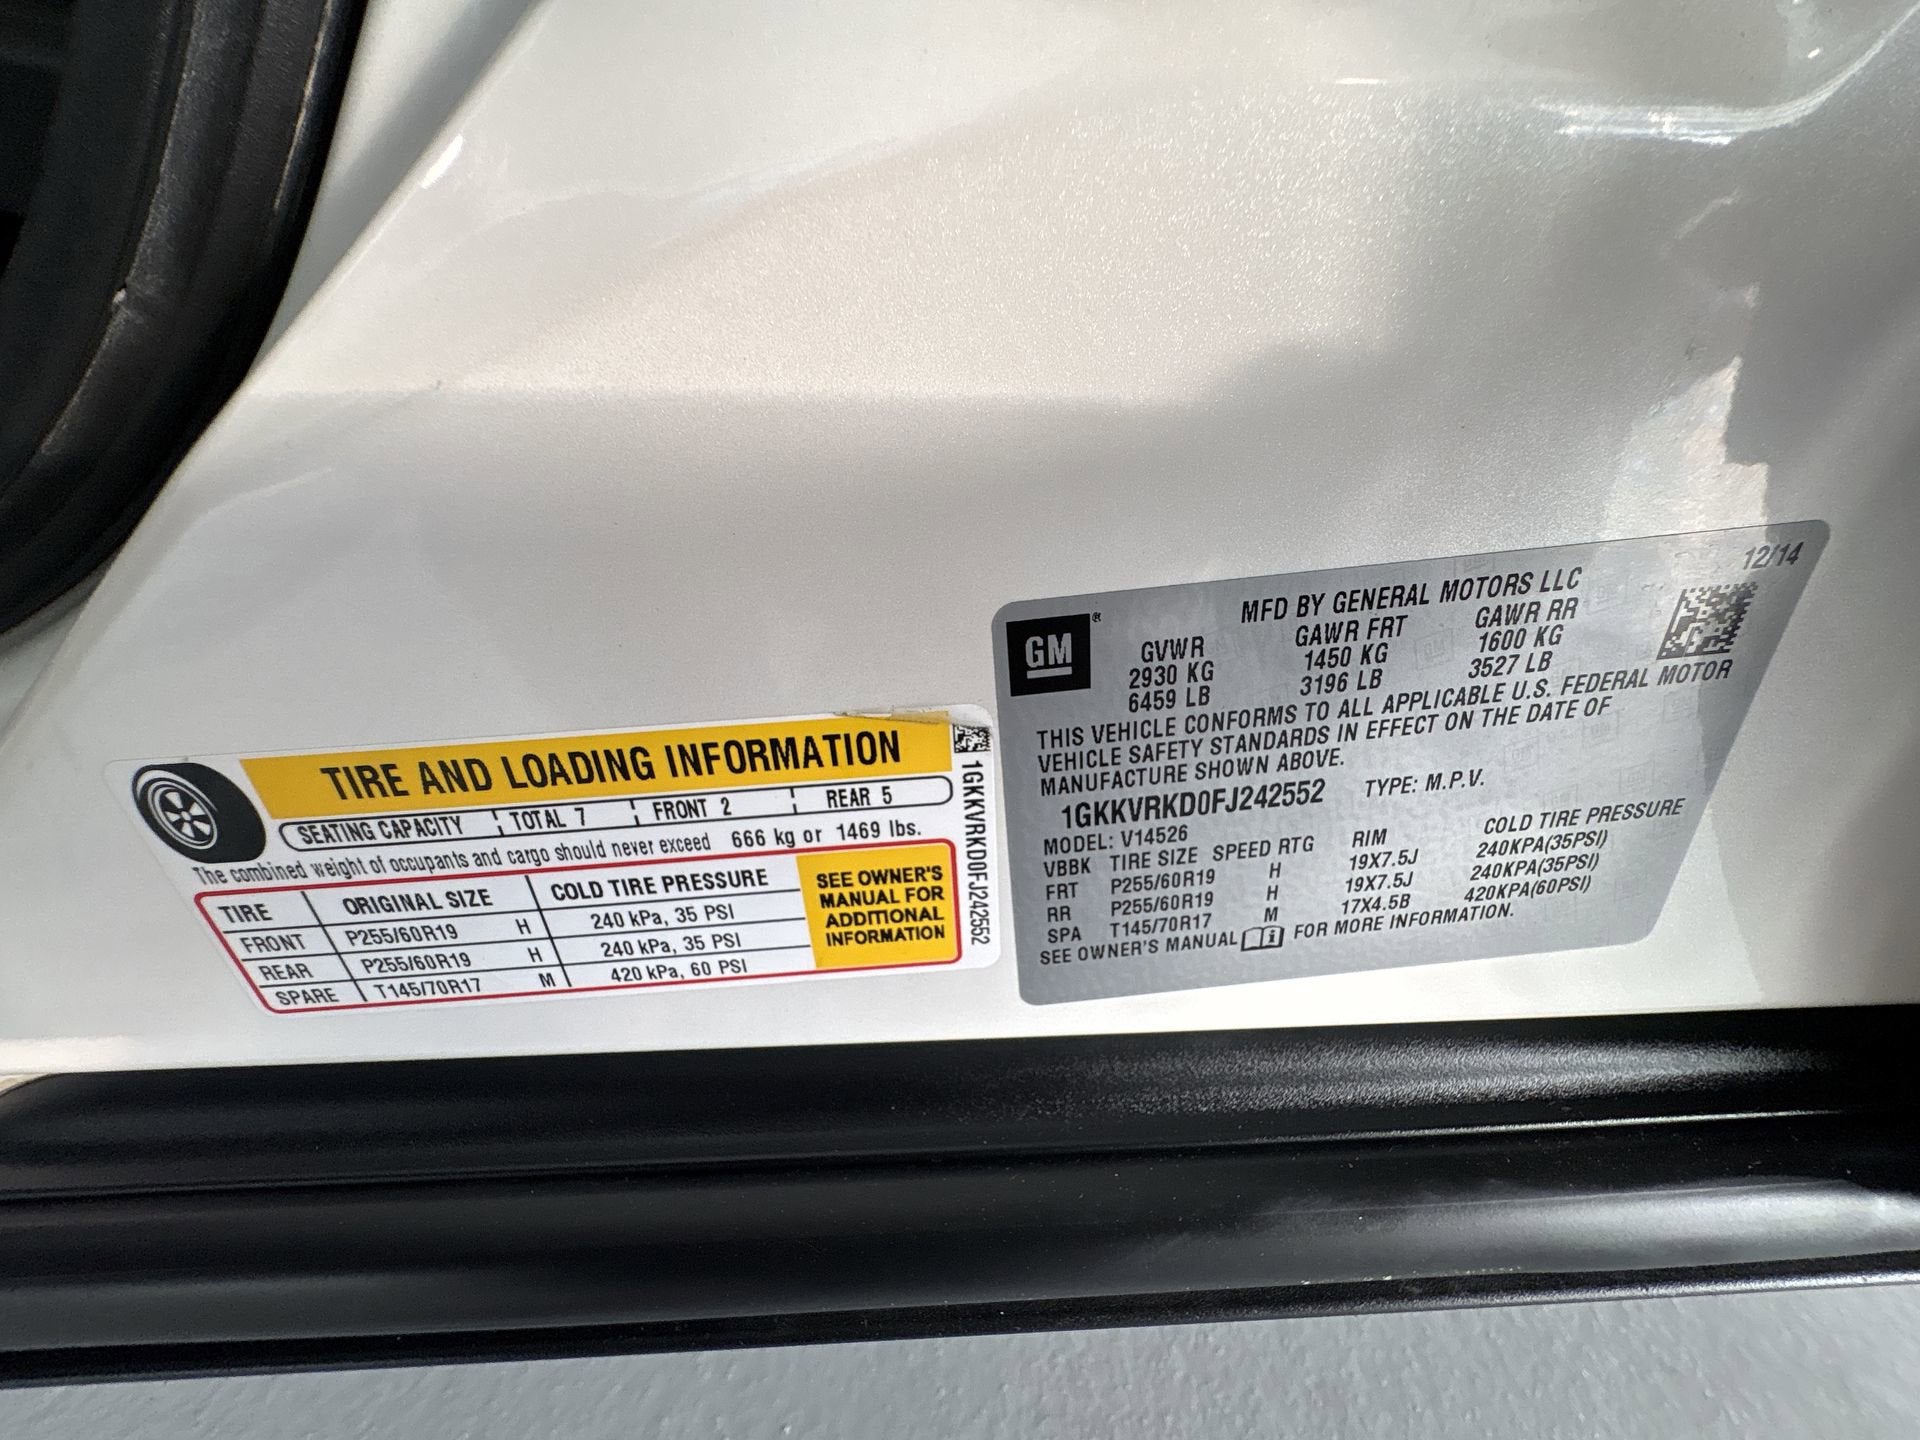 TIRE AND LOADING INFORMATION
SEATING CAPACITY TOTAL 7 FRONT 2 REAR 5
The combined weight of occupants and cargo should never exceed 666 kg or 1469 lbs.
TIRE ORIGINAL SIZE COLD TIRE PRESSURE
FRONT P255/60R19 H 240 kPa, 35 PSI
REAR P255/60R19 H 240 kPa, 35 PSI
SPARE T145/70R17 M 420 kPa, 60 PSI
SEE OWNER'S
MANUAL FOR
ADDITIONAL
INFORMATION
1GKKVRKD0FJ242552
GM®
12/14
MFD BY GENERAL MOTORS LLC
GVWR GAWR FRT GAWR RR
2930 KG 1450 KG 1600 KG
6459 LB 3196 LB 3527 LB
THIS VEHICLE CONFORMS TO ALL APPLICABLE U.S. FEDERAL MOTOR
VEHICLE SAFETY STANDARDS IN EFFECT ON THE DATE OF
MANUFACTURE SHOWN ABOVE.
1GKKVRKD0FJ242552 TYPE: M.P.V.
MODEL: V14526
VBBK TIRE SIZE SPEED RTG RIM COLD TIRE PRESSURE
FRT P255/60R19 H 19X7.5J 240KPA(35PSI)
RR P255/60R19 H 19X7.5J 240KPA(35PSI)
SPA T145/70R17 M 17X4.5B 420KPA(60PSI)
SEE OWNER'S MANUAL FOR MORE INFORMATION.